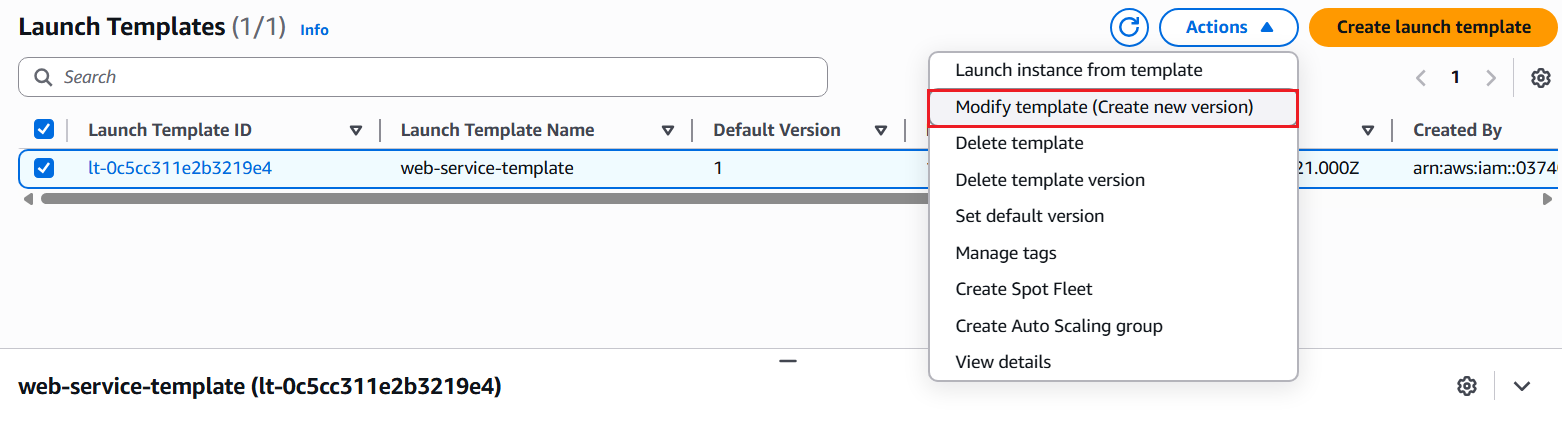 Launch Templates (1/1) Info
Actions
Create launch template
Search
1
Launch instance from template
Modify template (Create new version)
Delete template
Delete template version
Set default version
Manage tags
Create Spot Fleet
Create Auto Scaling group
View details
Launch Template ID Launch Template Name Default Version Created By
lt-0c5cc311e2b3219e4 web-service-template 1 21.000Z arn:aws:iam::0374
web-service-template (lt-0c5cc311e2b3219e4)